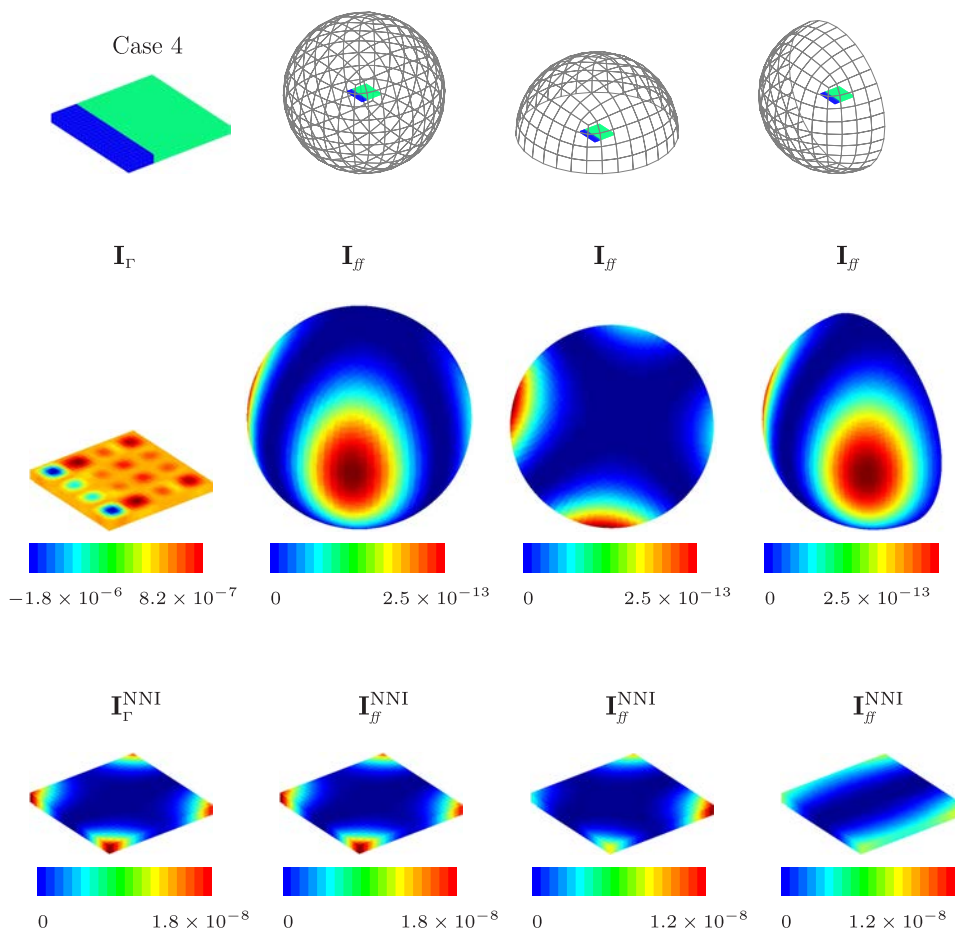 Case 4
I_Γ I_ff I_ff I_ff
−1.8 × 10⁻⁶ 8.2 × 10⁻⁷ 0 2.5 × 10⁻¹³ 0 2.5 × 10⁻¹³ 0 2.5 × 10⁻¹³
I_Γ^NNI I_ff^NNI I_ff^NNI I_ff^NNI
0 1.8 × 10⁻⁸ 0 1.8 × 10⁻⁸ 0 1.2 × 10⁻⁸ 0 1.2 × 10⁻⁸